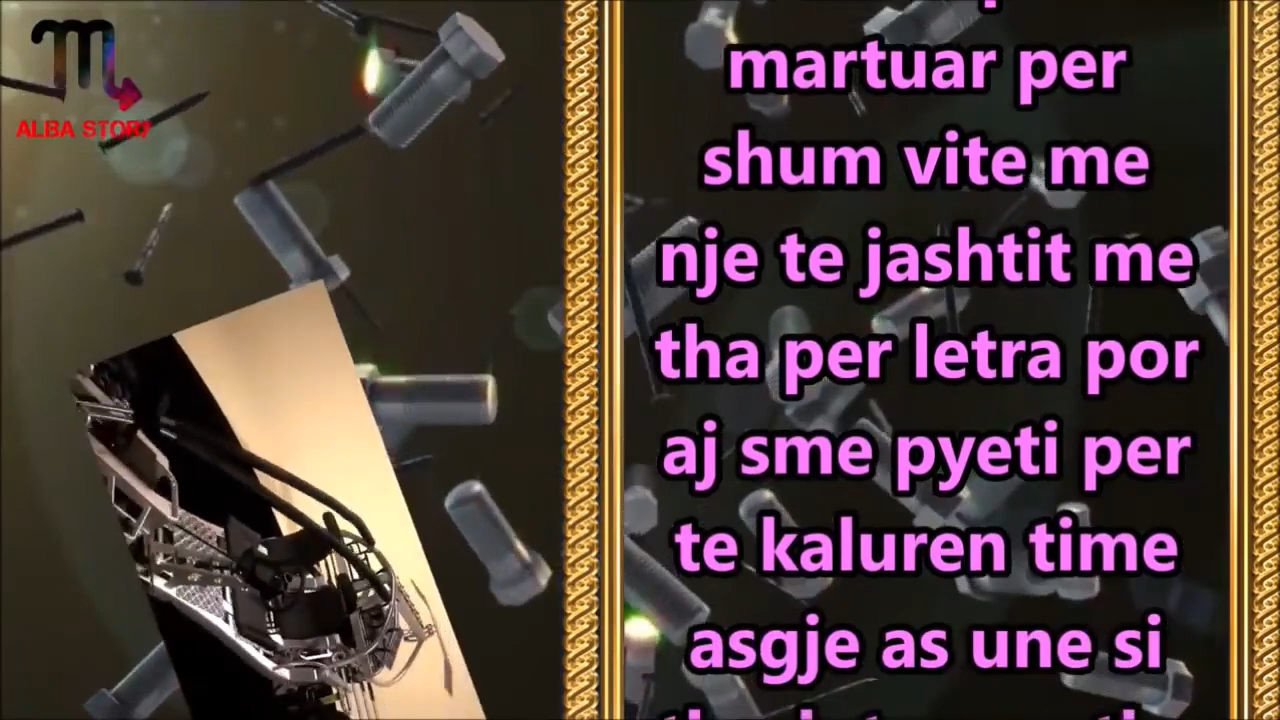 ALBA STORY
martuar per
shum vite me
nje te jashtit me
tha per letra por
aj sme pyeti per
te kaluren time
asgje as une si